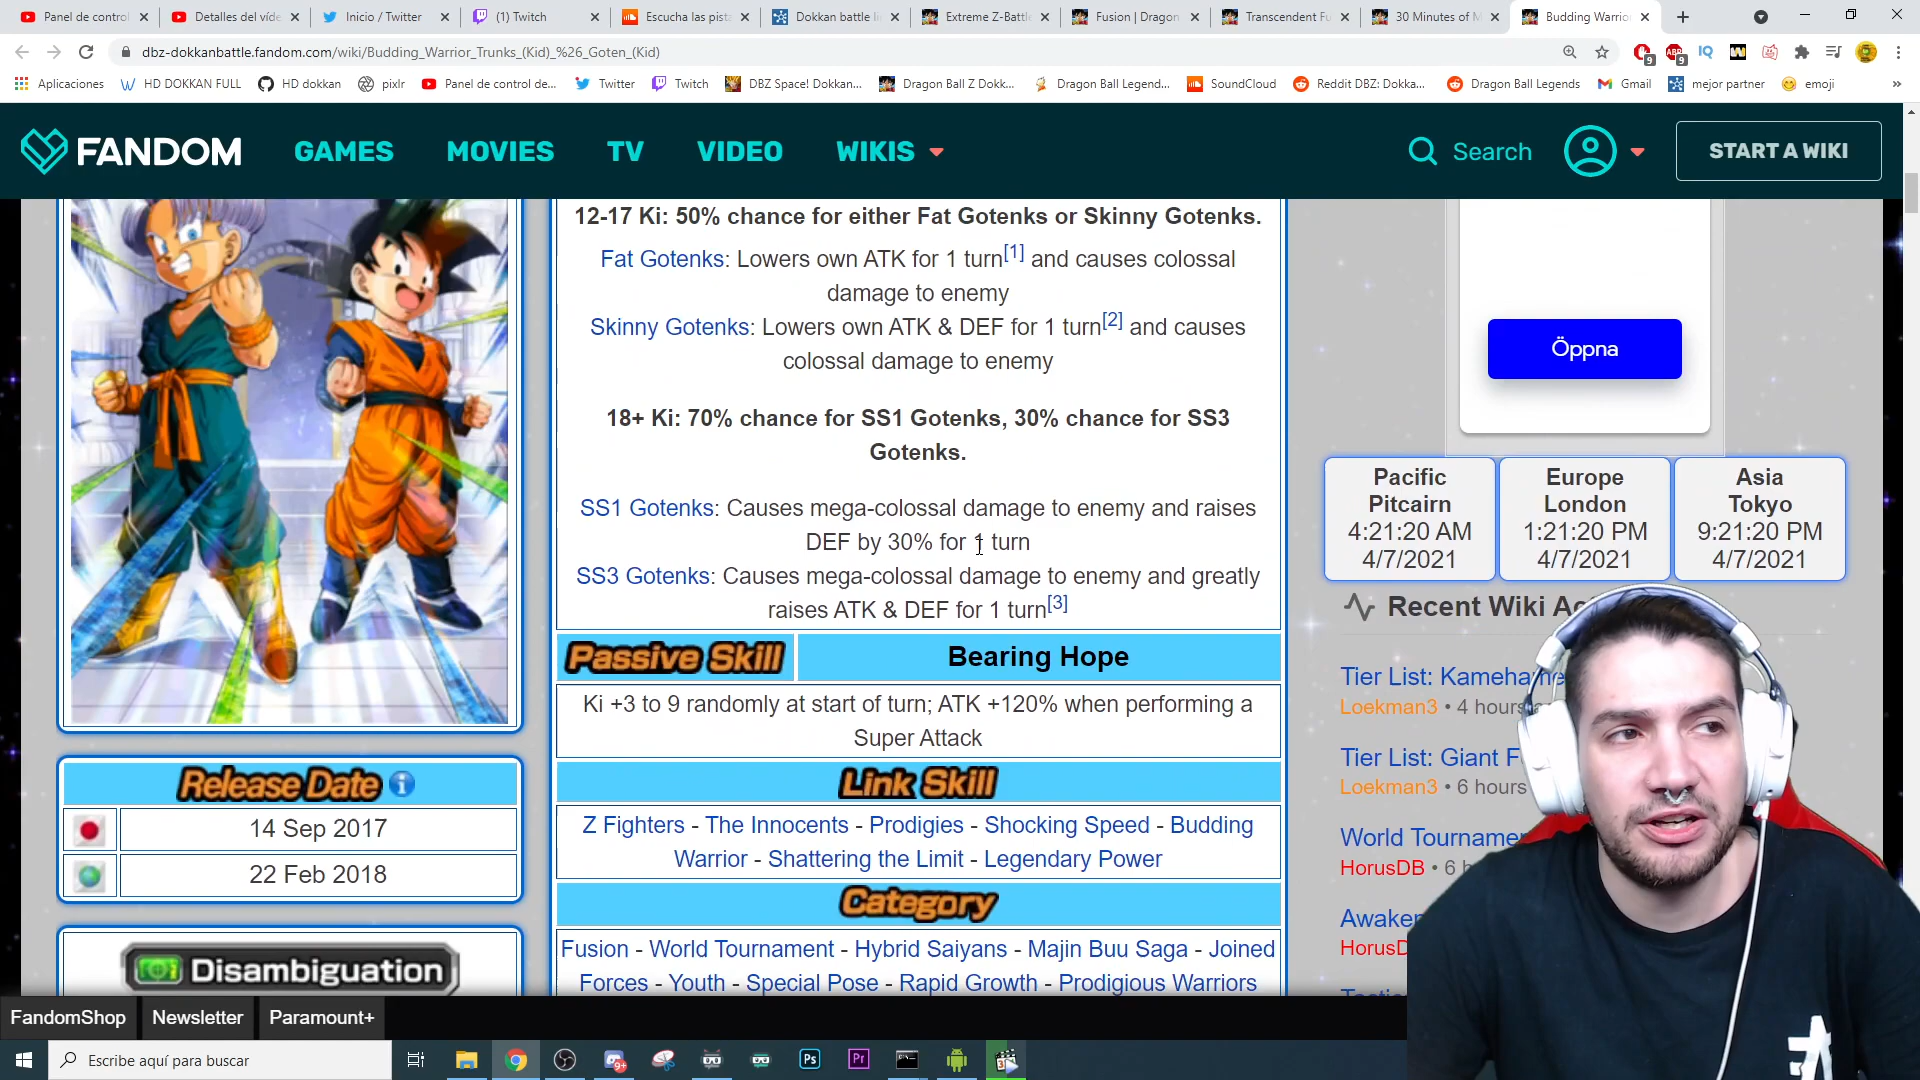 Panel de control
Detalles del víde
Inicio / Twitter
(1) Twitch
Escucha las pista
Dokkan battle li
Extreme Z-Battl
Fusion | Dragon
Transcendent Fu
30 Minutes of M
Budding Warrio
dbz-dokkanbattle.fandom.com/wiki/Budding_Warrior_Trunks_(Kid)_%26_Goten_(Kid)
Aplicaciones
HD DOKKAN FULL
HD dokkan
pixlr
Panel de control de...
Twitter
Twitch
DBZ Space! Dokkan...
Dragon Ball Z Dokk...
Dragon Ball Legend...
SoundCloud
Reddit DBZ: Dokka...
Dragon Ball Legends
Gmail
mejor partner
emoji
FANDOM
GAMES
MOVIES
TV
VIDEO
WIKIS
Search
START A WIKI
12-17 Ki: 50% chance for either Fat Gotenks or Skinny Gotenks.
Fat Gotenks: Lowers own ATK for 1 turn[1] and causes colossal
damage to enemy
Skinny Gotenks: Lowers own ATK & DEF for 1 turn[2] and causes
colossal damage to enemy
18+ Ki: 70% chance for SS1 Gotenks, 30% chance for SS3
Gotenks.
SS1 Gotenks: Causes mega-colossal damage to enemy and raises
DEF by 30% for 1 turn
SS3 Gotenks: Causes mega-colossal damage to enemy and greatly
raises ATK & DEF for 1 turn[3]
Passive Skill
Bearing Hope
Ki +3 to 9 randomly at start of turn; ATK +120% when performing a
Super Attack
Link Skill
Z Fighters - The Innocents - Prodigies - Shocking Speed - Budding
Warrior - Shattering the Limit - Legendary Power
Category
Fusion - World Tournament - Hybrid Saiyans - Majin Buu Saga - Joined
Forces - Youth - Special Pose - Rapid Growth - Prodigious Warriors
Release Date
14 Sep 2017
22 Feb 2018
Disambiguation
Öppna
Pacific
Pitcairn
4:21:20 AM
4/7/2021
Europe
London
1:21:20 PM
4/7/2021
Asia
Tokyo
9:21:20 PM
4/7/2021
Recent Wiki Ac
Tier List: Kamehame
Loekman3 • 4 hours
Tier List: Giant F
Loekman3 • 6 hours
World Tourname
HorusDB • 6 h
Awaken
HorusD
FandomShop
Newsletter
Paramount+
Escribe aquí para buscar
Ps
Pr